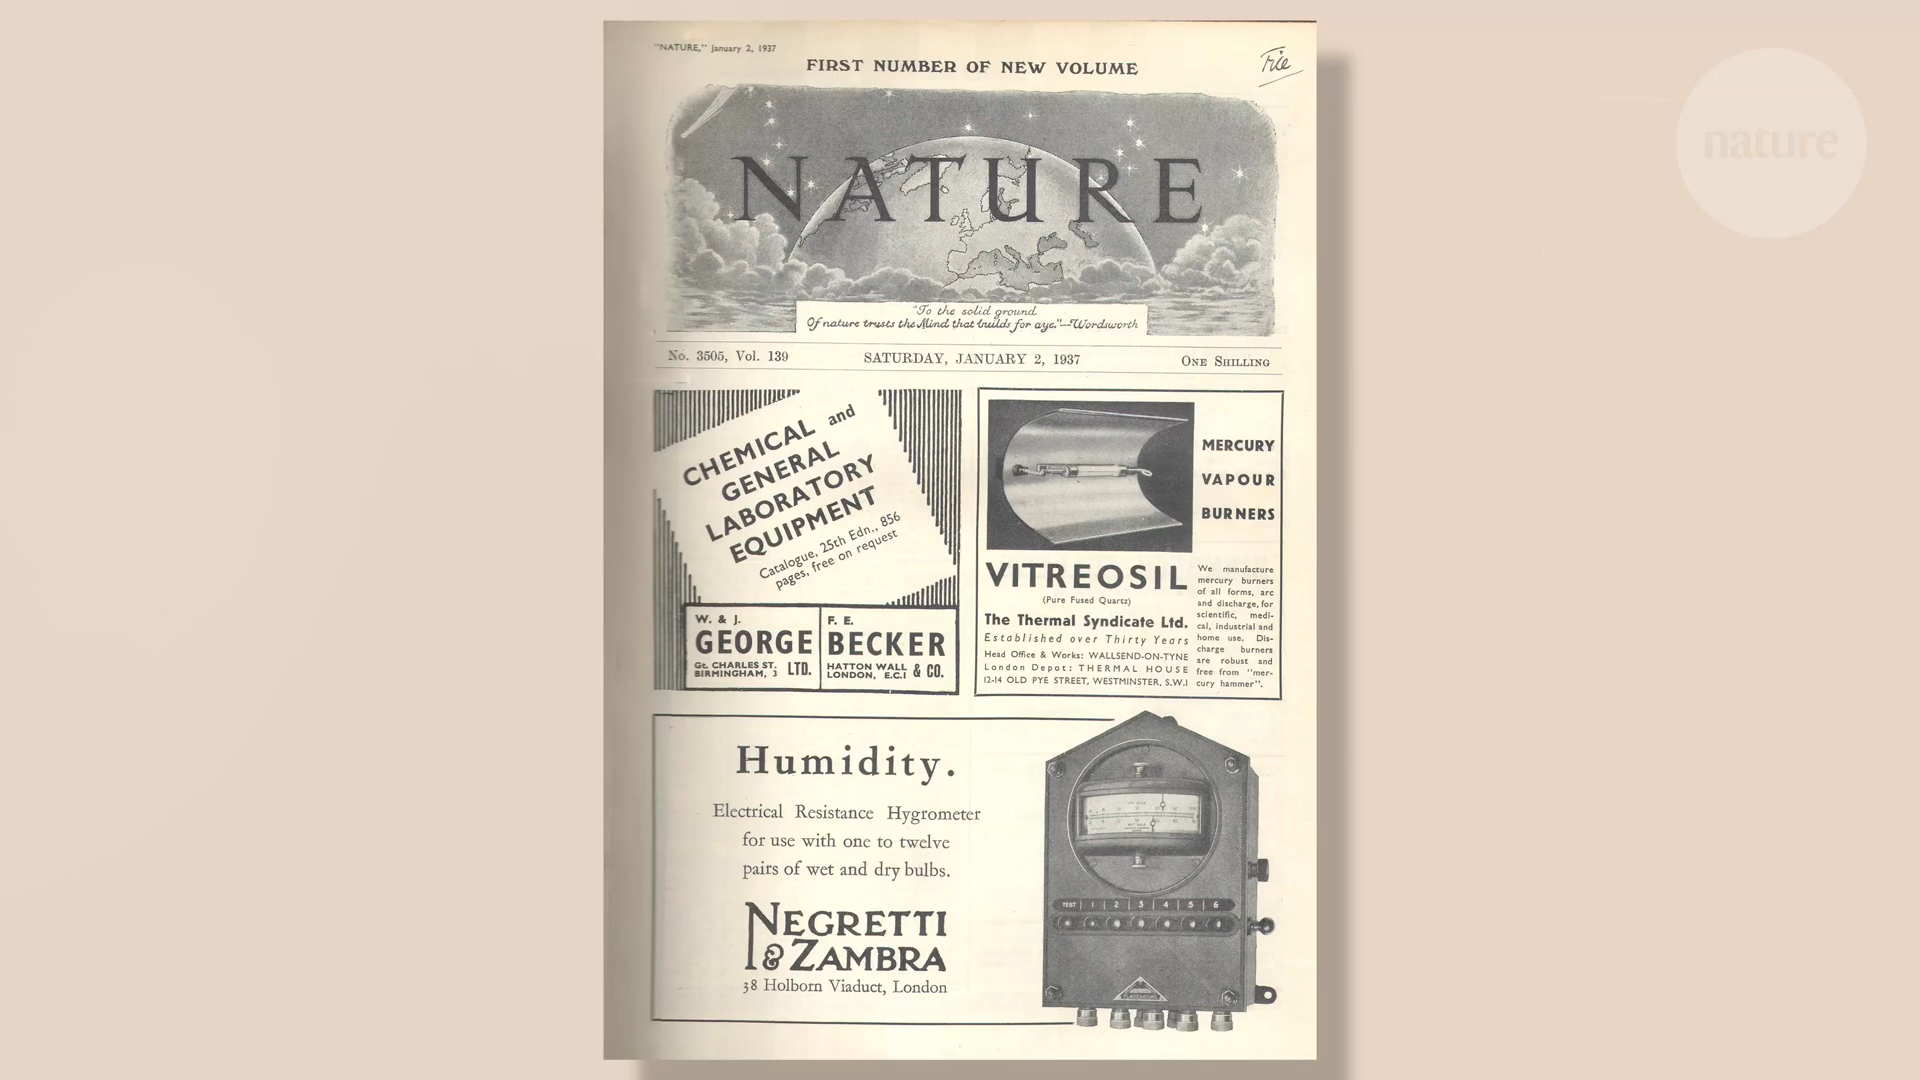 "NATURE," January 2, 1937
FIRST NUMBER OF NEW VOLUME
File
nature
NATURE
"To the solid ground
Of nature trusts the Mind that builds for aye."—Wordsworth
No. 3505, Vol. 139
SATURDAY, JANUARY 2, 1937
ONE SHILLING
CHEMICAL and
GENERAL
LABORATORY
EQUIPMENT
Catalogue, 25th Edn., 856
pages, free on request
W. & J.
GEORGE
Gt. CHARLES ST.
BIRMINGHAM, 3
LTD.
F. E.
BECKER
HATTON WALL
LONDON, E.C.1
& CO.
MERCURY
VAPOUR
BURNERS
VITREOSIL
(Pure Fused Quartz)
The Thermal Syndicate Ltd.
Established over Thirty Years
Head Office & Works: WALLSEND-ON-TYNE
London Depot: THERMAL HOUSE
12-14 OLD PYE STREET, WESTMINSTER, S.W.1
We manufacture
mercury burners
of all forms, arc
and discharge, for
scientific, medi-
cal, industrial and
home use. Dis-
charge burners
are robust and
free from "mer-
cury hammer".
Humidity.
Electrical Resistance Hygrometer
for use with one to twelve
pairs of wet and dry bulbs.
NEGRETTI
& ZAMBRA
38 Holborn Viaduct, London
TEST 1 2 3 4 5 6